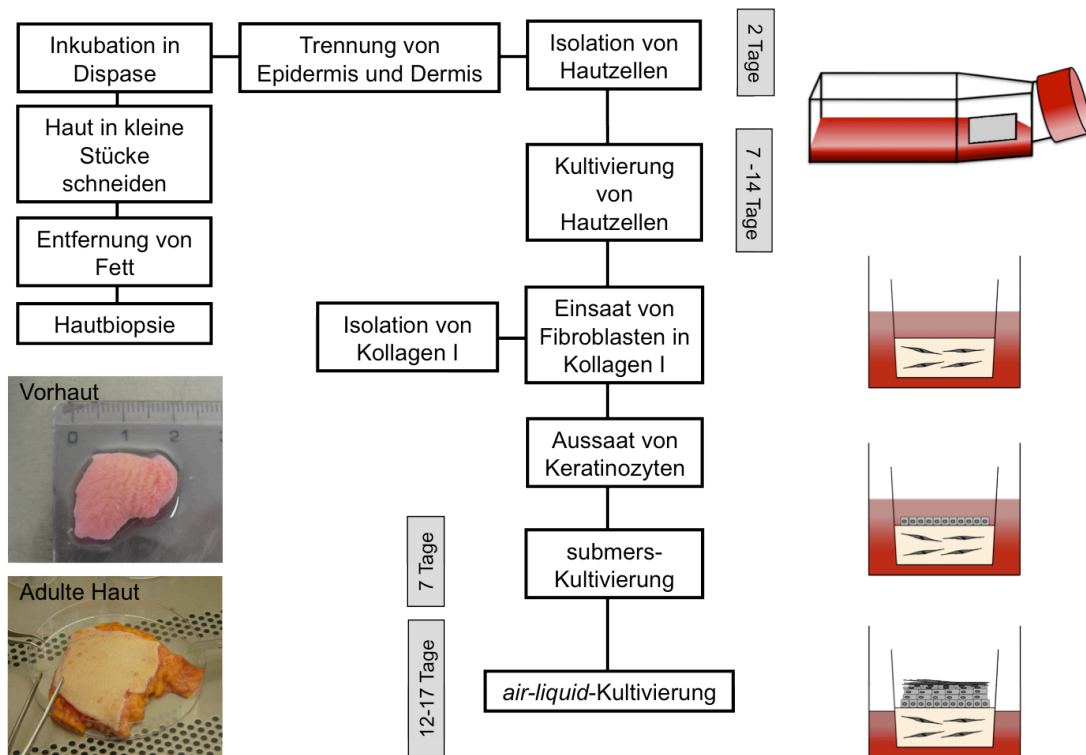 Inkubation in
Dispase
Trennung von
Epidermis und Dermis
Isolation von
Hautzellen
2 Tage
Haut in kleine
Stücke
schneiden
Kultivierung
von
Hautzellen
7 -14 Tage
Entfernung von
Fett
Hautbiopsie
Isolation von
Kollagen I
Einsaat von
Fibroblasten in
Kollagen I
Vorhaut
0 1 2 3
Aussaat von
Keratinozyten
submers-
Kultivierung
7 Tage
Adulte Haut
air-liquid-Kultivierung
12-17 Tage